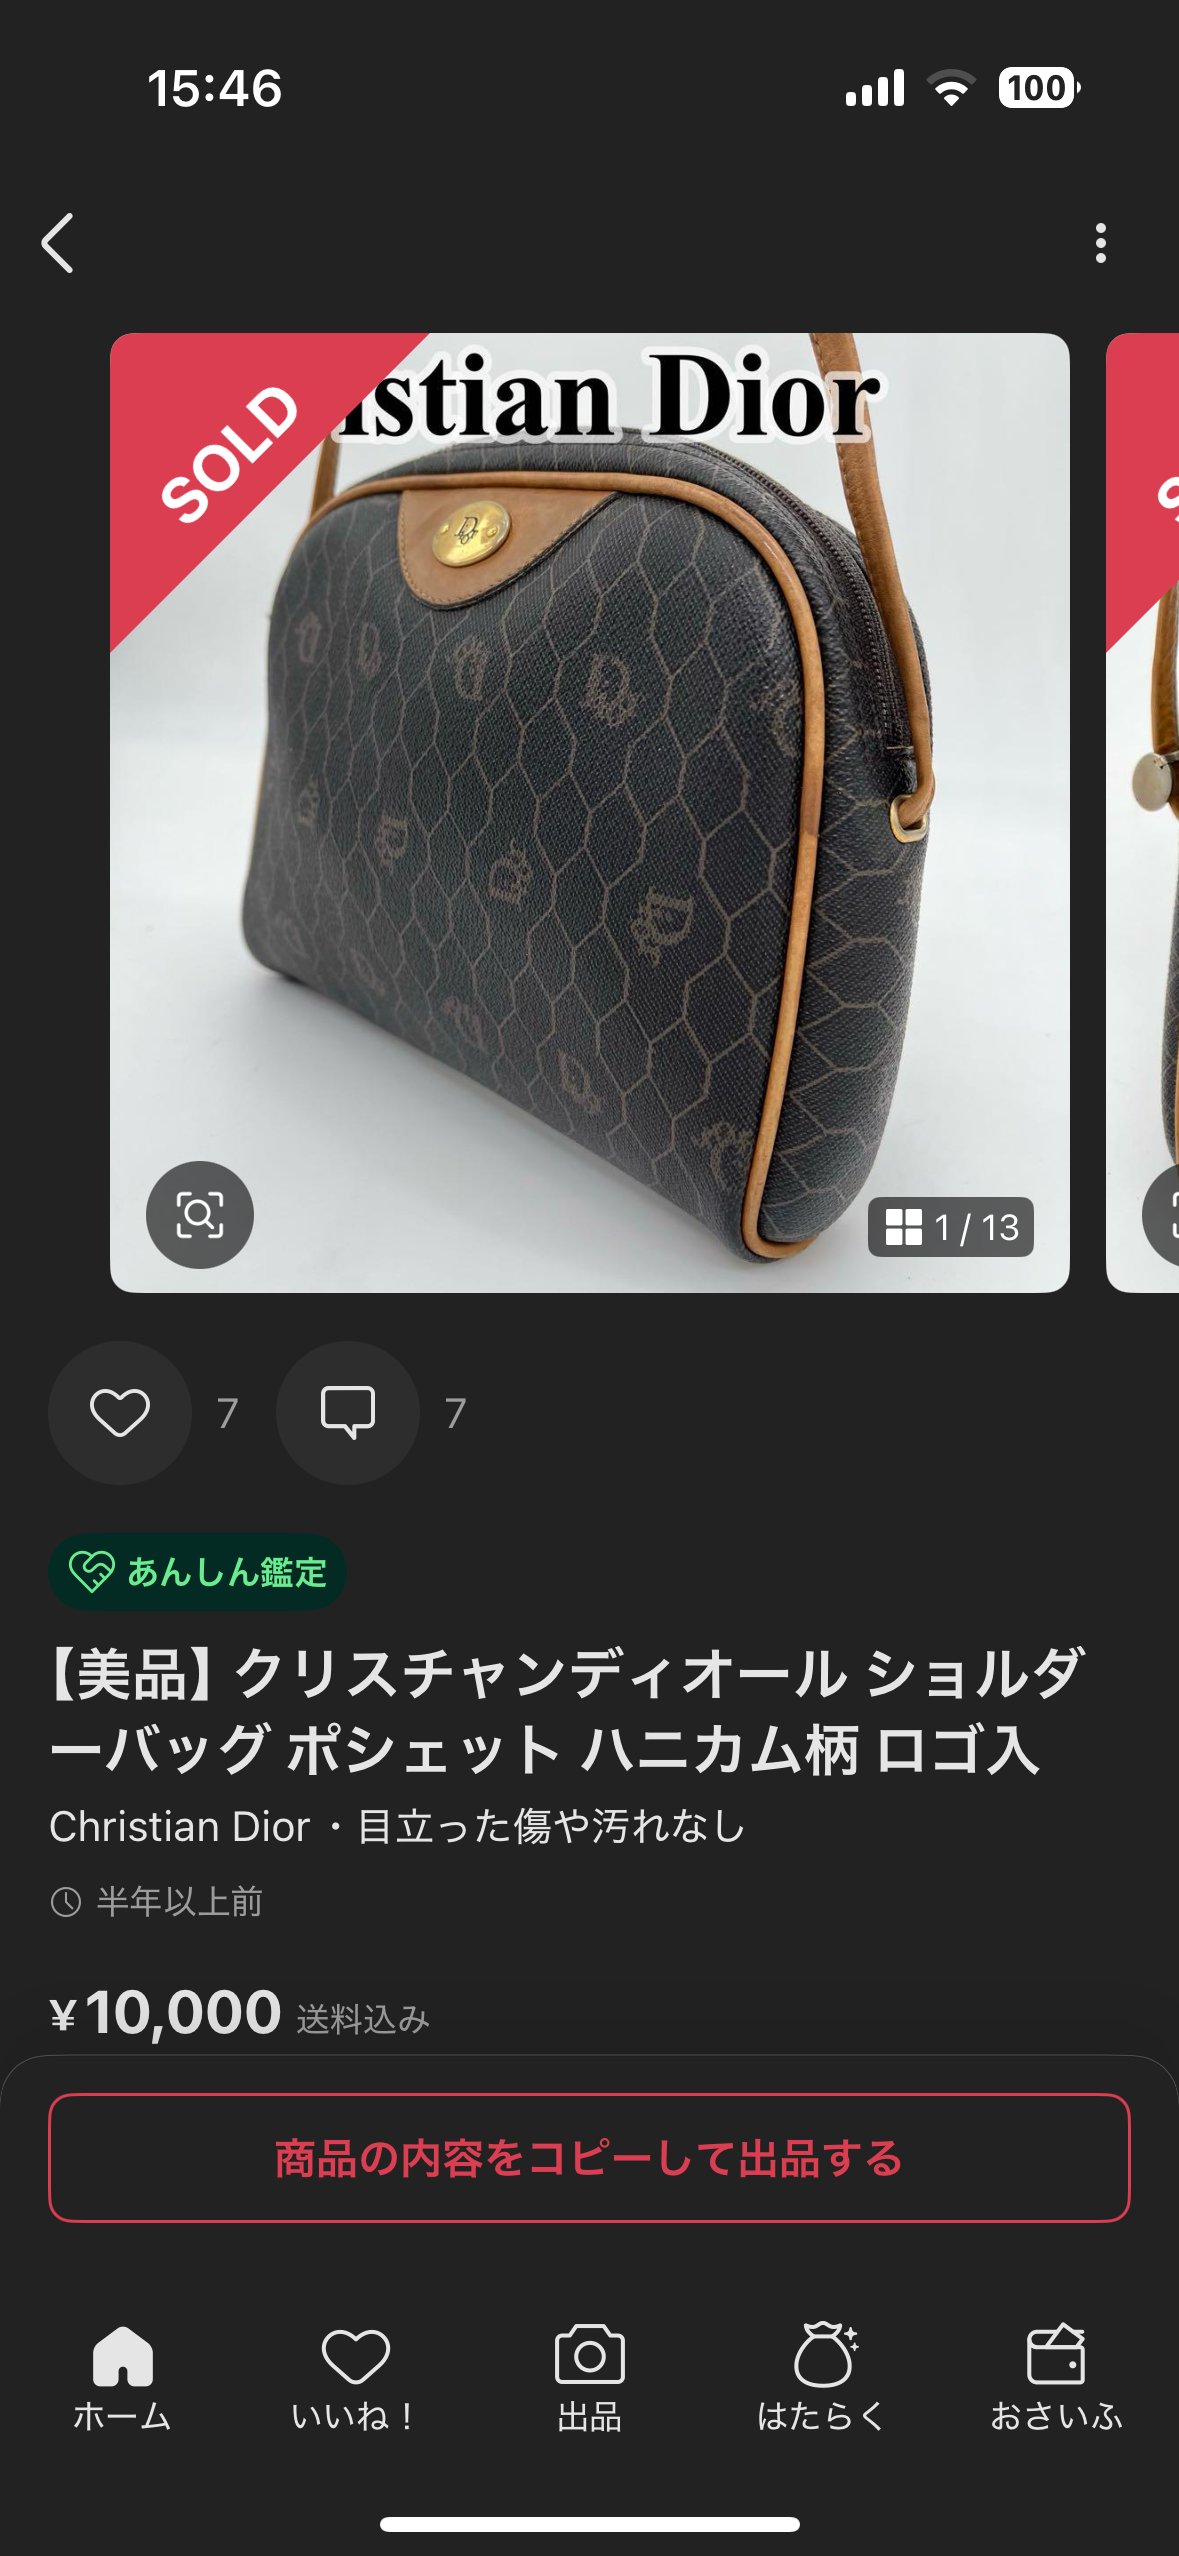 15:46
100
SOLD
istian Dior
1 / 13
7
7
あんしん鑑定
【美品】クリスチャンディオール ショルダ
ーバッグ ポシェット ハニカム柄 ロゴ入
Christian Dior・目立った傷や汚れなし
半年以上前
¥10,000 送料込み
商品の内容をコピーして出品する
ホーム
いいね！
出品
はたらく
おさいふ